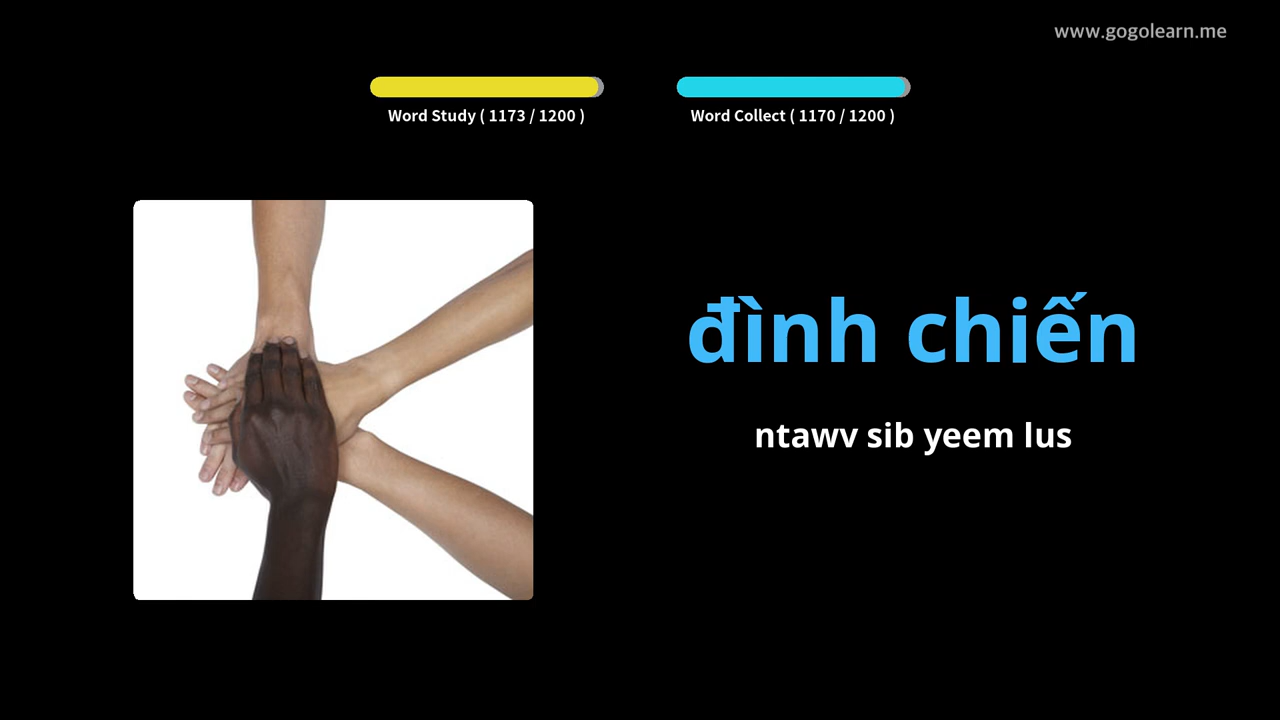 www.gogolearn.me
Word Study ( 1173 / 1200 )
Word Collect ( 1170 / 1200 )
đình chiến
ntawv sib yeem lus